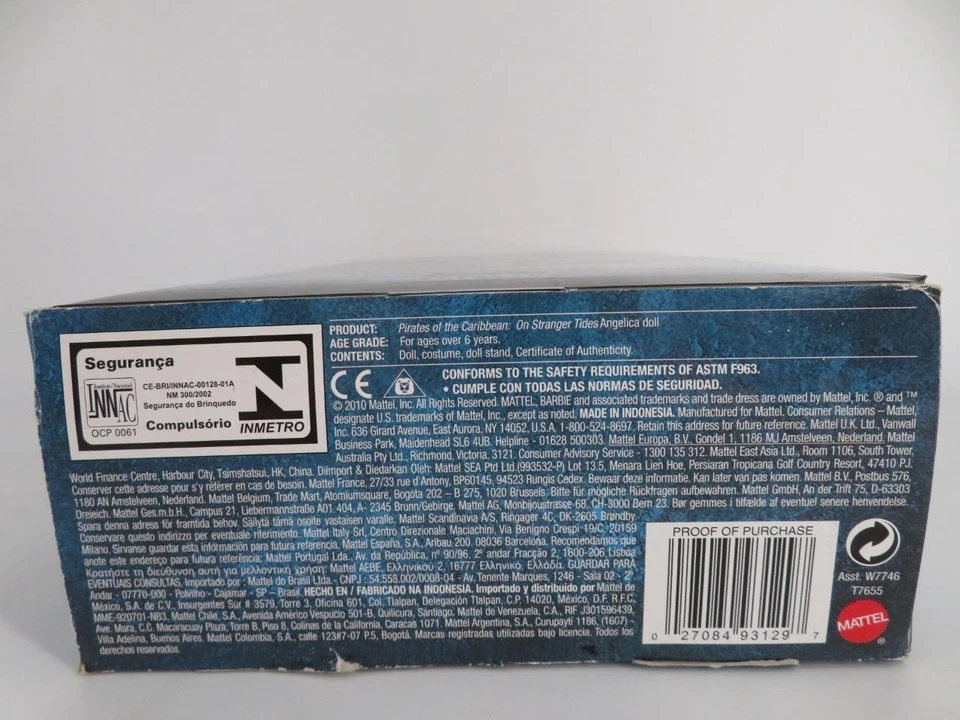 Segurança
Instituto Nacional
INNAC
OCP 0061
CE-BRI/INNAC-00128-01A
NM 300/2002
Segurança do Brinquedo
Compulsório
INMETRO
PRODUCT: Pirates of the Caribbean: On Stranger Tides Angelica doll
AGE GRADE: For ages over 6 years.
CONTENTS: Doll, costume, doll stand, Certificate of Authenticity.
CE
CONFORMS TO THE SAFETY REQUIREMENTS OF ASTM F963.
• CUMPLE CON TODAS LAS NORMAS DE SEGURIDAD.
© 2010 Mattel, Inc. All Rights Reserved. MATTEL, BARBIE and associated trademarks and trade dress are owned by Mattel, Inc. ® and ™
designate U.S. trademarks of Mattel, Inc., except as noted. MADE IN INDONESIA. Manufactured for Mattel. Consumer Relations – Mattel,
Inc. 636 Girard Avenue, East Aurora, NY 14052, U.S.A. 1-800-524-8697. Retain this address for future reference. Mattel U.K. Ltd., Vanwall
Business Park, Maidenhead SL6 4UB. Helpline - 01628 500303. Mattel Europa. B.V., Gondel 1, 1186 MJ Amstelveen, Nederland. Mattel
Australia Pty Ltd., Richmond, Victoria. 3121. Consumer Advisory Service - 1300 135 312. Mattel East Asia Ltd., Room 1106, South Tower,
World Finance Centre, Harbour City, Tsimshatsui, HK, China. Diimport & Diedarkan Oleh: Mattel SEA Ptd Ltd.(993532-P) Lot 13.5, Menara Lien Hoe, Persiaran Tropicana Golf Country Resort, 47410 PJ.
Conserver cette adresse pour s'y référer en cas de besoin. Mattel France, 27/33 rue d'Antony, BP60145, 94523 Rungis Cedex. Bewaar deze informatie. Kan later van pas komen. Mattel B.V., Postbus 576,
1180 AN Amstelveen, Nederland. Mattel Belgium, Trade Mart, Atomiumsquare, Bogota 202 - B 275, 1020 Brussels. Bitte für mögliche Rückfragen aufbewahren. Mattel GmbH, An der Trift 75, D-63303
Dreieich. Mattel Ges.m.b.H., Campus 21, Liebermannstraße A01 404, A- 2345 Brunn/Gebirge. Mattel AG, Monbijoustrasse 68, CH-3000 Bern 23. Bør gemmes i tilfælde af eventuel senere henvendelse.
Spara denna adress för framtida behov. Säilytä tämä osoite vastaisen varalle. Mattel Scandinavia A/S, Ringager 4C, DK-2605 Brøndby.
Conservare questo indirizzo per eventuale riferimento. Mattel Italy Srl, Centro Direzionale Maciachini, Via Benigno Crespi 19/C, 20159
Milano. Sírvanse guardar esta información para futura referencia. Mattel España, S.A., Aribau 200. 08036 Barcelona. Recomendamos que
anote este endereço para futura referência: Mattel Portugal Ltda., Av. da República, nº 90/96, 2º andar Fracção 2, 1600-206 Lisboa
Κρατήστε τη διεύθυνση αυτή για μελλοντική χρήση: Mattel AEBE, Ελληνικού 2, 16777 Ελληνικό, Ελλάδα. GUARDAR PARA
EVENTUAIS CONSULTAS. Importado por : Mattel do Brasil Ltda.- CNPJ : 54.558.002/0008-04 - Av. Tenente Marques, 1246 - Sala 02 - 2º
Andar - 07770-000 - Polvilho - Cajamar - SP – Brasil. HECHO EN / FABRICADO NA INDONESIA. Importado y distribuido por Mattel de
México, S.A. de C.V., Insurgentes Sur # 3579, Torre 3, Oficina 601, Col. Tlalpan, Delegación Tlalpan, C.P. 14020, México, D.F. R.F.C.
MME-920701-NB3. Mattel Chile, S.A., Avenida Américo Vespucio 501-B, Quilicura, Santiago. Mattel de Venezuela, C.A., RIF J301596439,
Ave. Mara, C.C. Macaracuay Plaza, Torre B, Piso 8, Colinas de la California, Caracas 1071. Mattel Argentina, S.A., Curupaytí 1186, (1607) -
Villa Adelina, Buenos Aires. Mattel Colombia, S.A., calle 123#7-07 P.5, Bogotá. Marcas registradas utilizadas bajo licencia. Todos los
derechos reservados.
PROOF OF PURCHASE
0 27084 93129 7
Asst. W7746
T7655
MATTEL
®